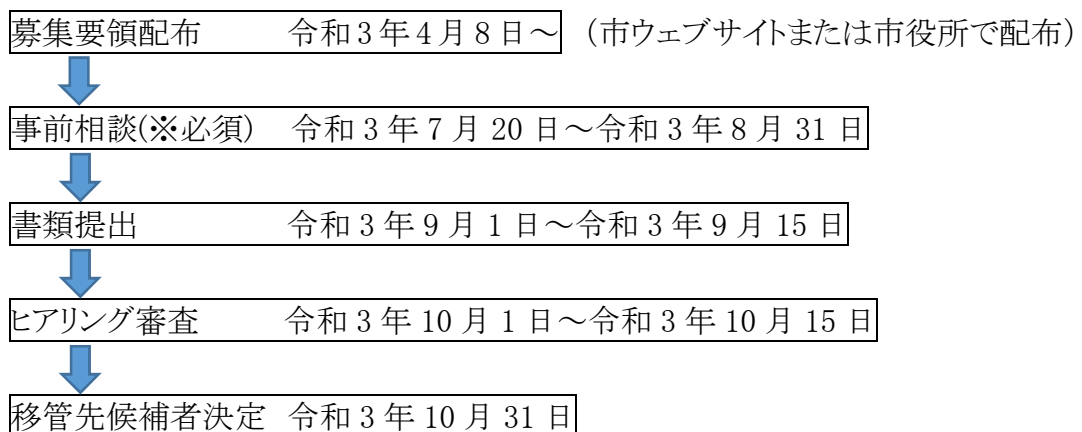 募集要領配布　　　令和3年4月8日～　（市ウェブサイトまたは市役所で配布）
事前相談(※必須)　令和3年7月20日～令和3年8月31日
書類提出　　　　　令和3年9月1日～令和3年9月15日
ヒアリング審査　　　令和3年10月1日～令和3年10月15日
移管先候補者決定　令和3年10月31日